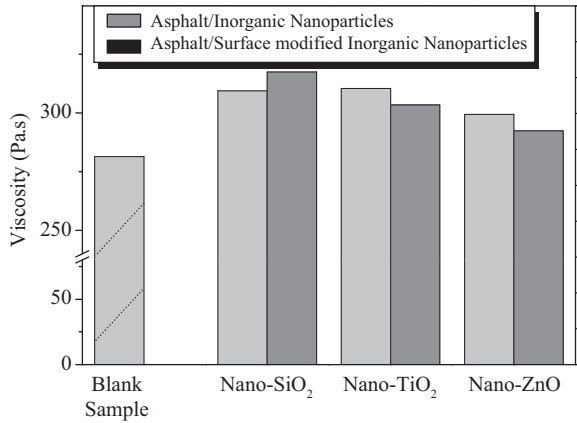 Asphalt/Inorganic Nanoparticles
Asphalt/Surface modified Inorganic Nanoparticles
Viscosity (Pa.s)
300
250
50
0
Blank
Sample
Nano-SiO₂
Nano-TiO₂
Nano-ZnO